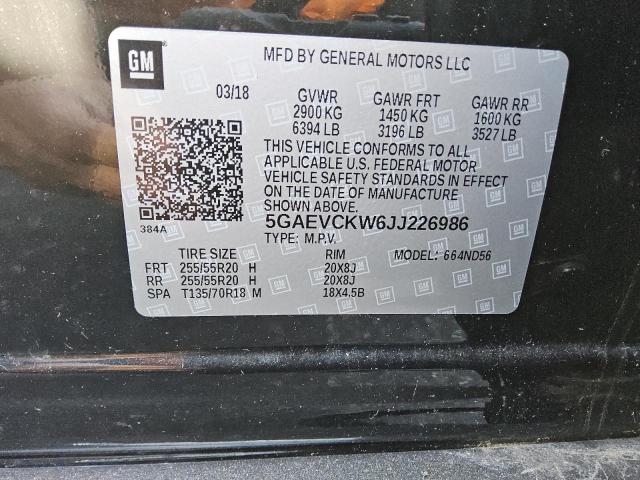 GM
MFD BY GENERAL MOTORS LLC
03/18 GVWR GAWR FRT GAWR RR
2900 KG 1450 KG 1600 KG
6394 LB 3196 LB 3527 LB
THIS VEHICLE CONFORMS TO ALL
APPLICABLE U.S. FEDERAL MOTOR
VEHICLE SAFETY STANDARDS IN EFFECT
ON THE DATE OF MANUFACTURE
SHOWN ABOVE.
384A
5GAEVCKW6JJ226986
TYPE: M.P.V.
TIRE SIZE RIM MODEL: 664ND56
FRT 255/55R20 H 20X8J
RR 255/55R20 H 20X8J
SPA T135/70R18 M 18X4.5B